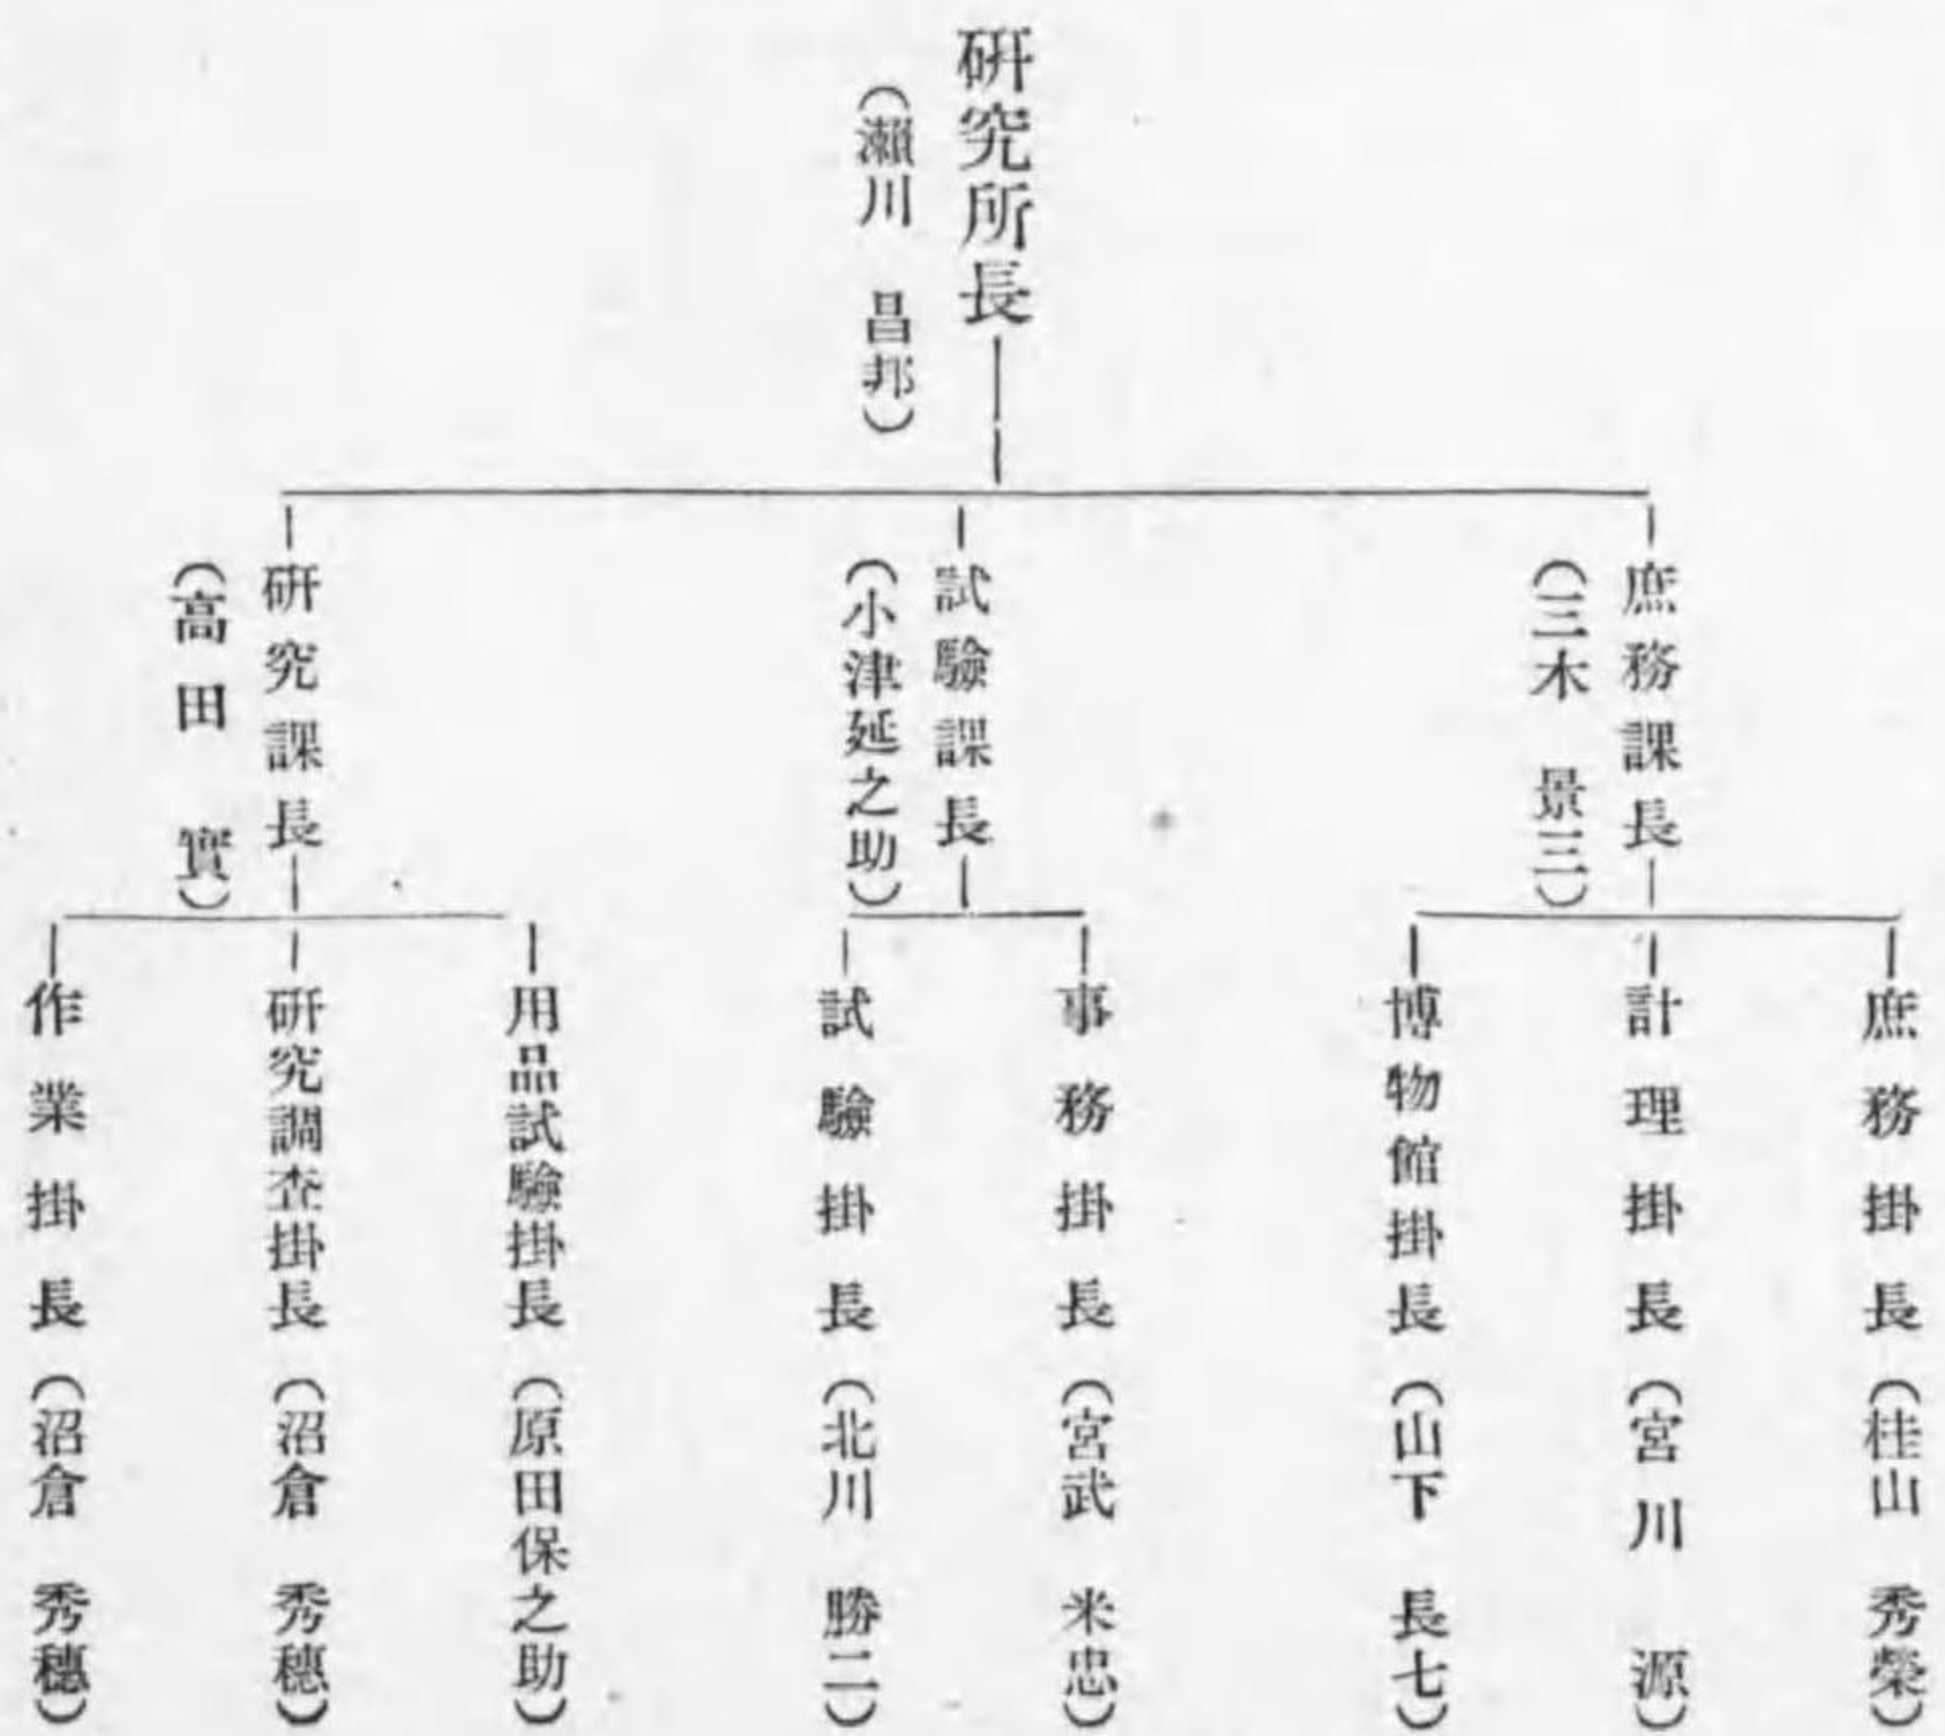 研究所長
（瀨川　昌邦）
庶務課長
（三木　景三）
試驗課長
（小津延之助）
研究課長
（高田　實）
庶務掛長（桂山　秀榮）
計理掛長（宮川　源）
博物館掛長（山下　長七）
事務掛長（宮武　米忠）
試驗掛長（北川　勝二）
用品試驗掛長（原田保之助）
研究調査掛長（沼倉　秀穗）
作業掛長（沼倉　秀穗）